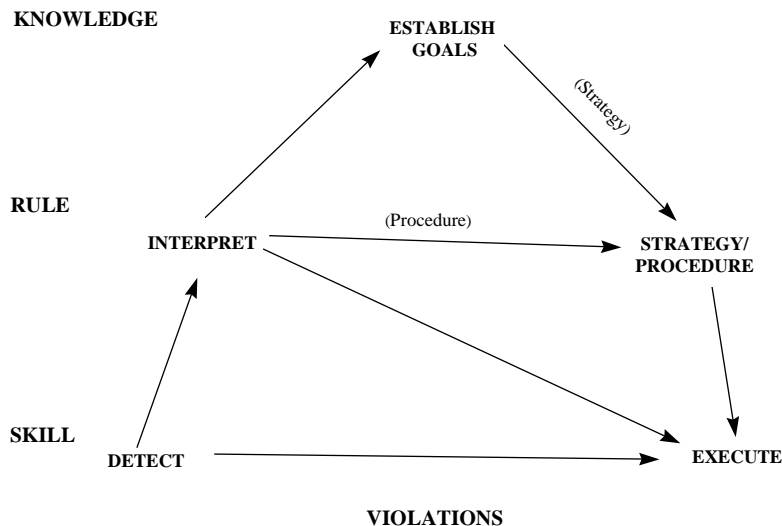 KNOWLEDGE
ESTABLISH
GOALS
(Strategy)
RULE
(Procedure)
INTERPRET
STRATEGY/
PROCEDURE
SKILL
DETECT
EXECUTE
VIOLATIONS